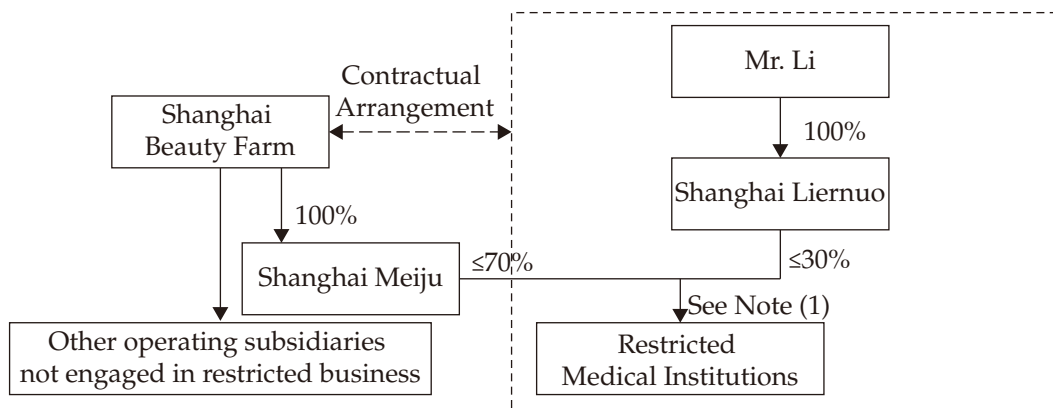 Mr. Li
Contractual
Arrangement
Shanghai
Beauty Farm
100%
Shanghai Liernuo
100%
Shanghai Meiju
≤70%
≤30%
See Note (1)
Other operating subsidiaries
not engaged in restricted business
Restricted
Medical Institutions